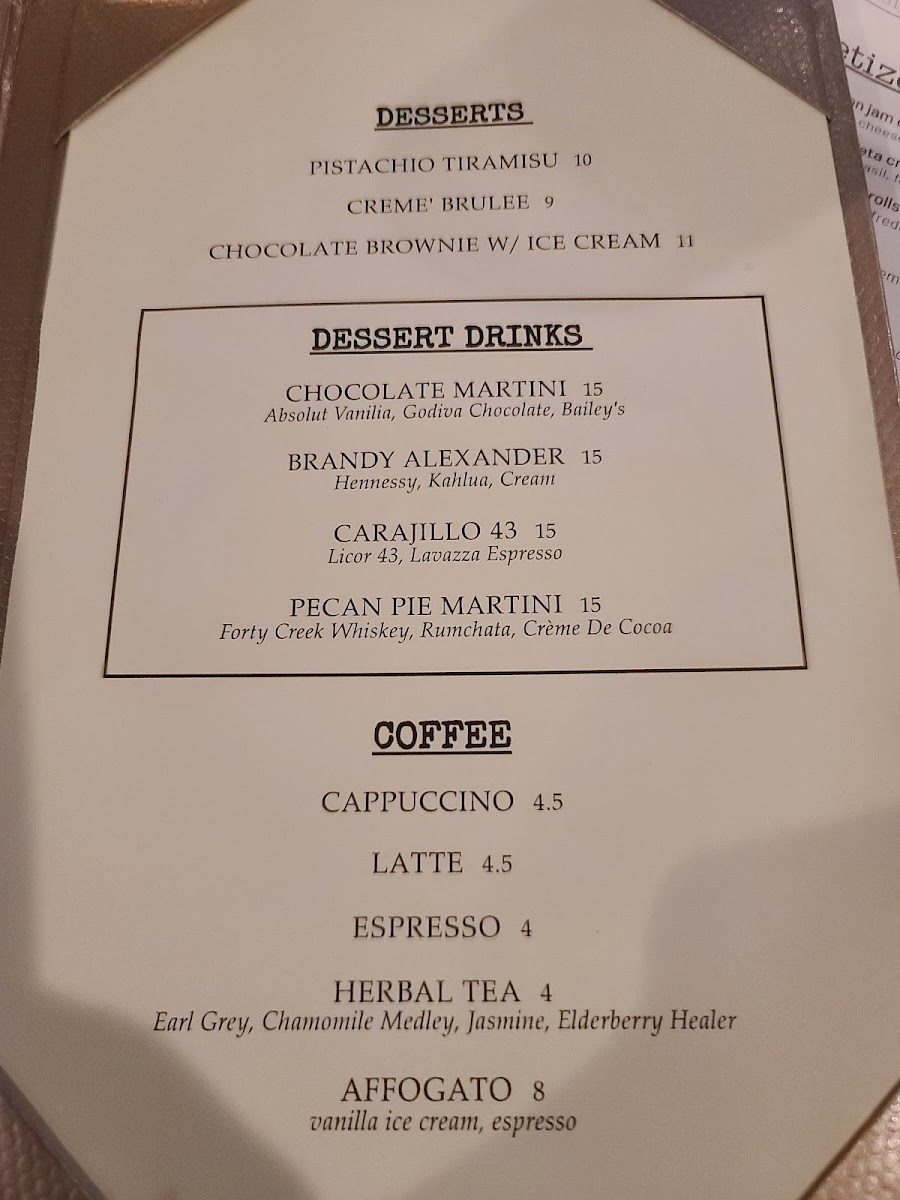 DESSERTS
PISTACHIO TIRAMISU 10
CREME' BRULEE 9
CHOCOLATE BROWNIE W/ ICE CREAM 11
DESSERT DRINKS
CHOCOLATE MARTINI 15
Absolut Vanilia, Godiva Chocolate, Bailey's
BRANDY ALEXANDER 15
Hennessy, Kahlua, Cream
CARAJILLO 43 15
Licor 43, Lavazza Espresso
PECAN PIE MARTINI 15
Forty Creek Whiskey, Rumchata, Crème De Cocoa
COFFEE
CAPPUCCINO 4.5
LATTE 4.5
ESPRESSO 4
HERBAL TEA 4
Earl Grey, Chamomile Medley, Jasmine, Elderberry Healer
AFFOGATO 8
vanilla ice cream, espresso
jam
rolls